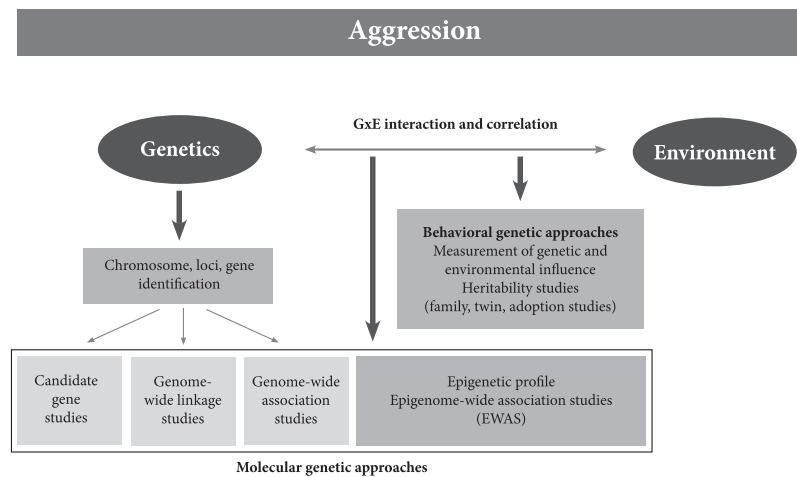 Aggression
GxE interaction and correlation
Genetics
Environment
Behavioral genetic approaches
Measurement of genetic and
environmental influence
Heritability studies
(family, twin, adoption studies)
Chromosome, loci, gene
identification
Candidate
gene
studies
Genome-
wide linkage
studies
Genome-wide
association
studies
Epigenetic profile
Epigenome-wide association studies
(EWAS)
Molecular genetic approaches